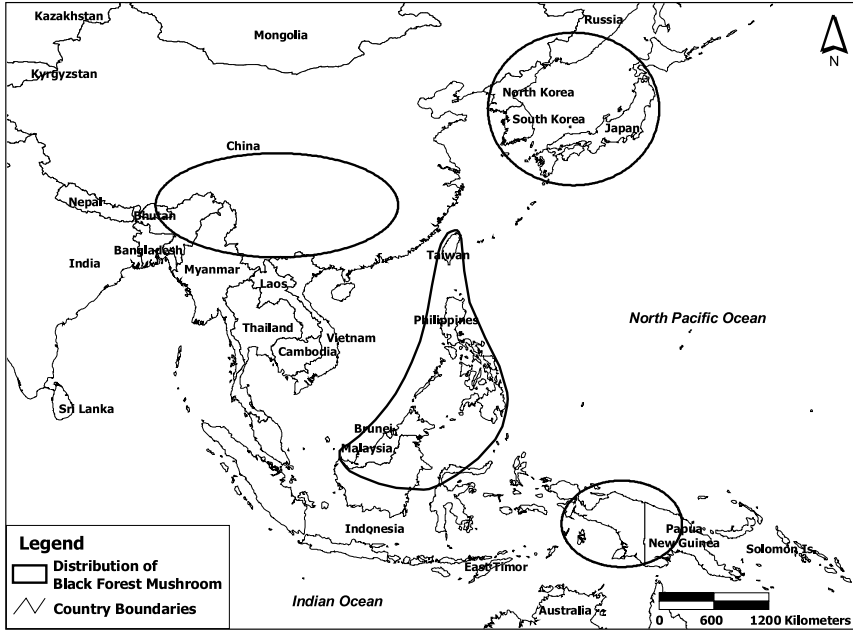 Kazakhstan
Russia
Mongolia
N
Kyrgyzstan
North Korea
South Korea
Japan
China
Nepal
Bhutan
Bangladesh
Taiwan
India
Myanmar
Laos
Philippines
North Pacific Ocean
Thailand
Vietnam
Cambodia
Sri Lanka
Brunei
Malaysia
Indonesia
Papua
New Guinea
Solomon Is.
East Timor
Indian Ocean
Australia
Legend
Distribution of
Black Forest Mushroom
Country Boundaries
0 600 1200 Kilometers